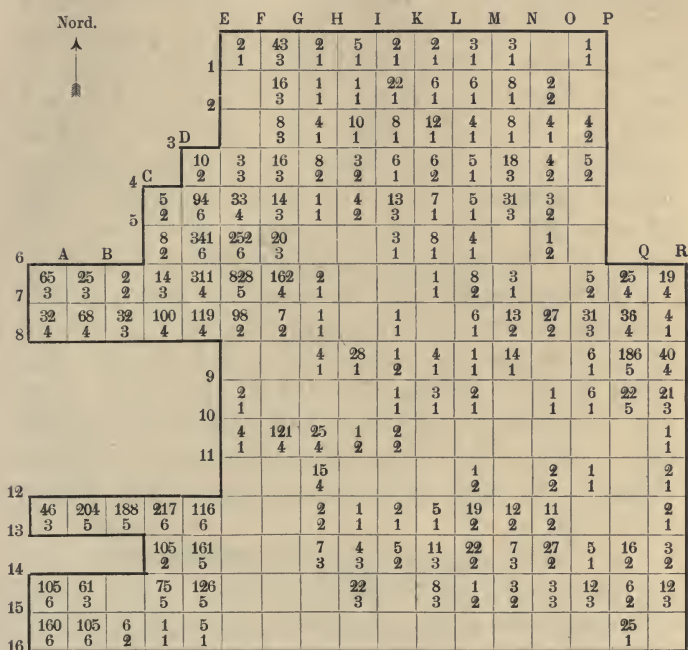 Nord.
E F G H I K L M N O P
2 43 2 5 2 2 3 3 1
1 3 1 1 1 1 1 1 1
1
16 1 1 22 6 6 8 2
3 1 1 1 1 1 1 2
2
8 4 10 8 12 4 8 4 4
3 1 1 1 1 1 1 1 2
3 D
10 3 16 8 3 6 6 5 18 4 5
2 3 3 2 2 1 2 1 3 2 2
4 C
5 94 33 14 1 4 13 7 5 31 3
2 6 4 3 1 2 3 1 1 3 2
5
8 341 252 20 3 8 4 1
2 6 6 3 1 1 1 2
6 A B Q R
65 25 2 14 311 828 162 2 1 8 3 5 25 19
3 3 2 3 4 5 4 1 1 2 1 2 4 4
7
32 68 32 100 119 98 7 1 1 6 13 27 31 36 4
4 4 3 4 4 2 2 1 1 1 2 2 3 4 1
8
4 28 1 4 1 14 6 186 40
1 1 2 1 1 1 1 5 4
9
2 1 3 2 1 6 22 21
1 1 1 1 1 1 5 3
10
4 121 25 1 2 1
1 4 4 2 2 1
11
15 1 2 1 2
4 2 2 1 1
12
46 204 188 217 116 2 1 2 5 19 12 11 2
3 5 5 6 6 2 1 1 1 2 2 2 1
13
105 161 7 4 5 11 22 7 27 5 16 3
2 5 3 3 2 3 2 3 2 1 2 2
14
105 61 75 126 22 8 1 3 3 12 6 12
6 3 5 5 3 3 2 2 3 3 2 3
15
160 105 6 1 5 25
6 6 2 1 1 1
16